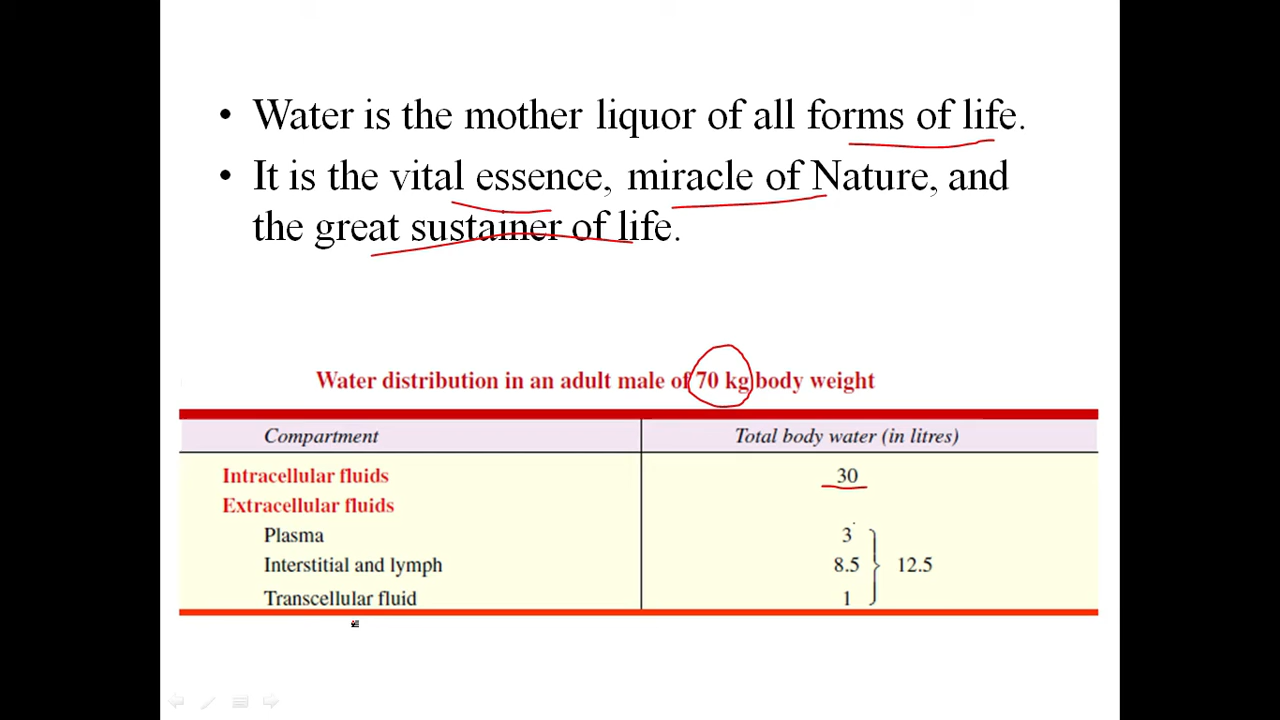 • Water is the mother liquor of all forms of life.
• It is the vital essence, miracle of Nature, and
the great sustainer of life.
Water distribution in an adult male of 70 kg body weight
Compartment Total body water (in litres)
Intracellular fluids 30
Extracellular fluids
Plasma 3
Interstitial and lymph 8.5 12.5
Transcellular fluid 1